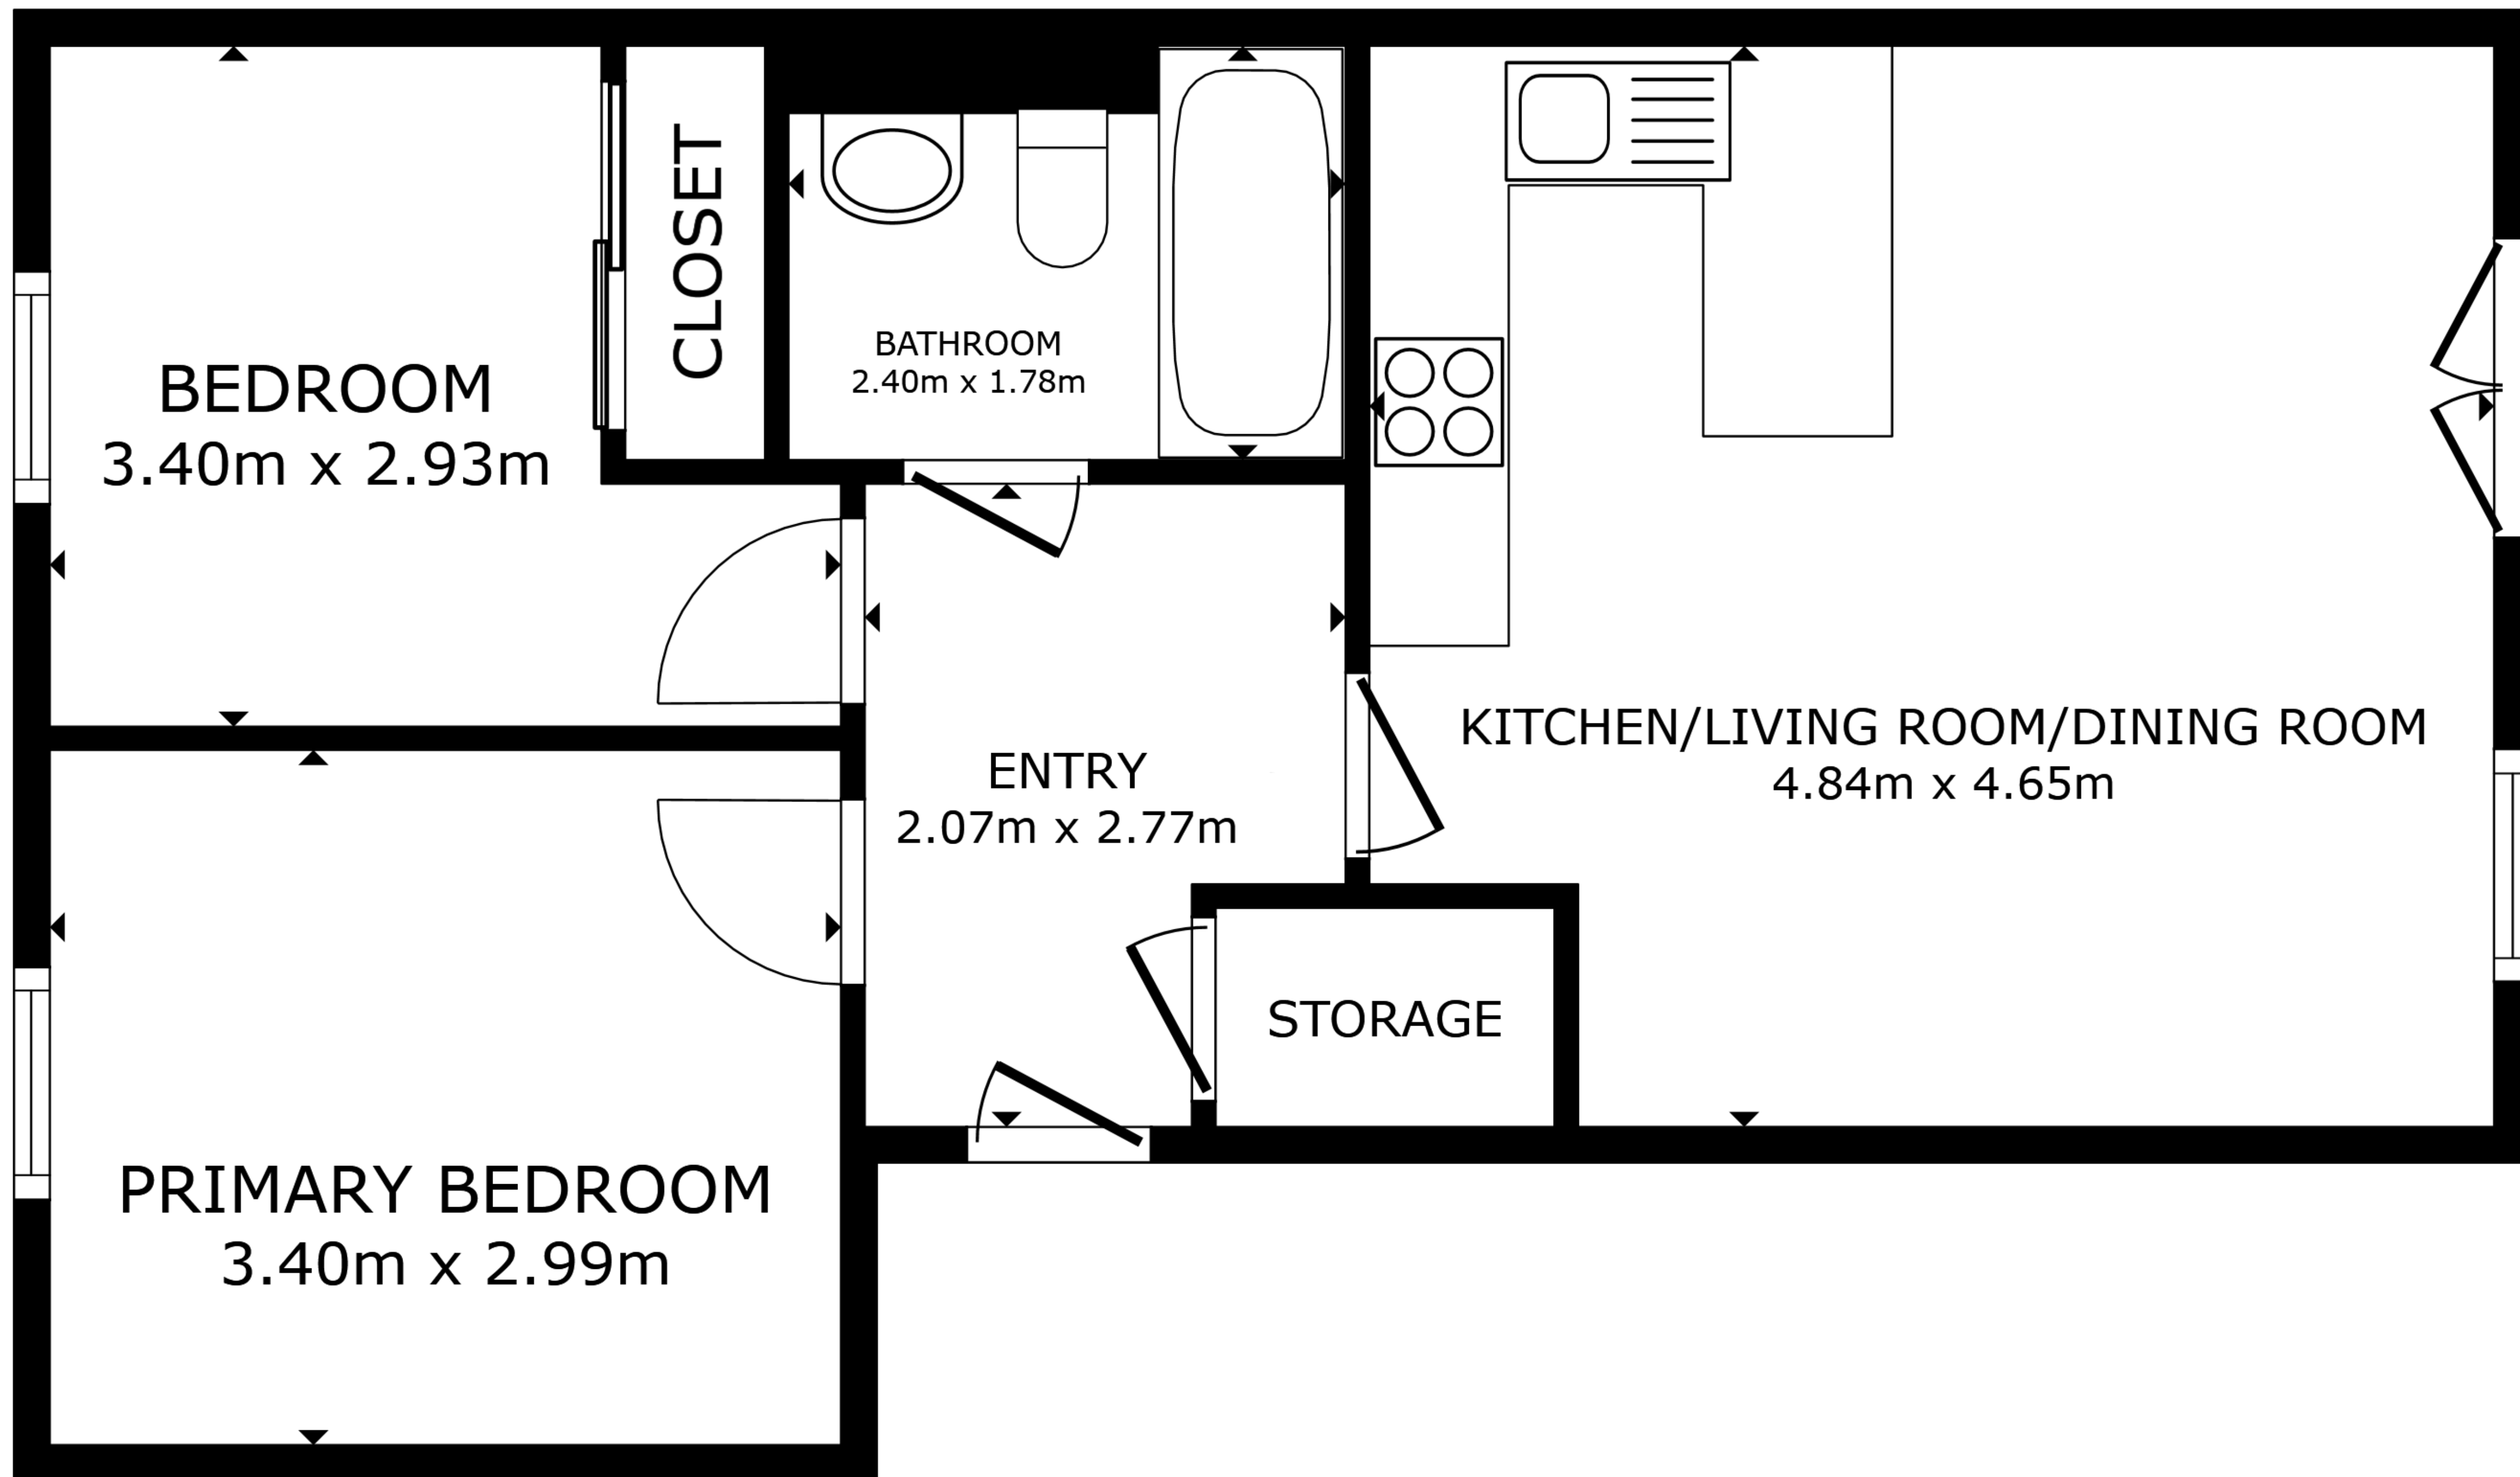 CLOSET
BATHROOM
2.40m x 1.78m
BEDROOM
3.40m x 2.93m
KITCHEN/LIVING ROOM/DINING ROOM
4.84m x 4.65m
ENTRY
2.07m x 2.77m
STORAGE
PRIMARY BEDROOM
3.40m x 2.99m